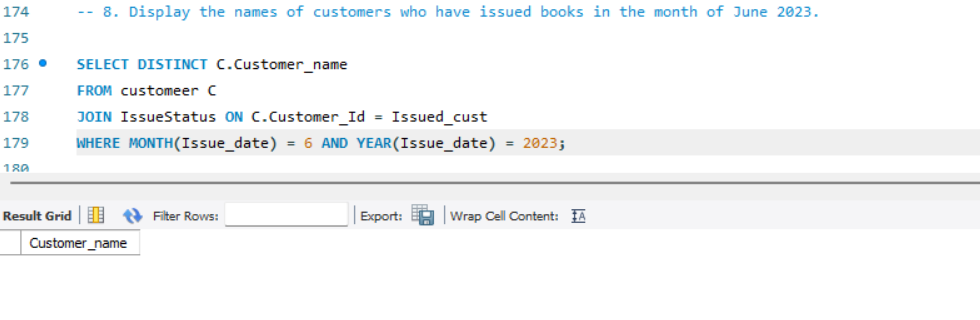 174 -- 8. Display the names of customers who have issued books in the month of June 2023.
175
176 SELECT DISTINCT C.Customer_name
177 FROM customeer C
178 JOIN IssueStatus ON C.Customer_Id = Issued_cust
179 WHERE MONTH(Issue_date) = 6 AND YEAR(Issue_date) = 2023;
180
Result Grid Filter Rows: Export: Wrap Cell Content: IA
Customer_name